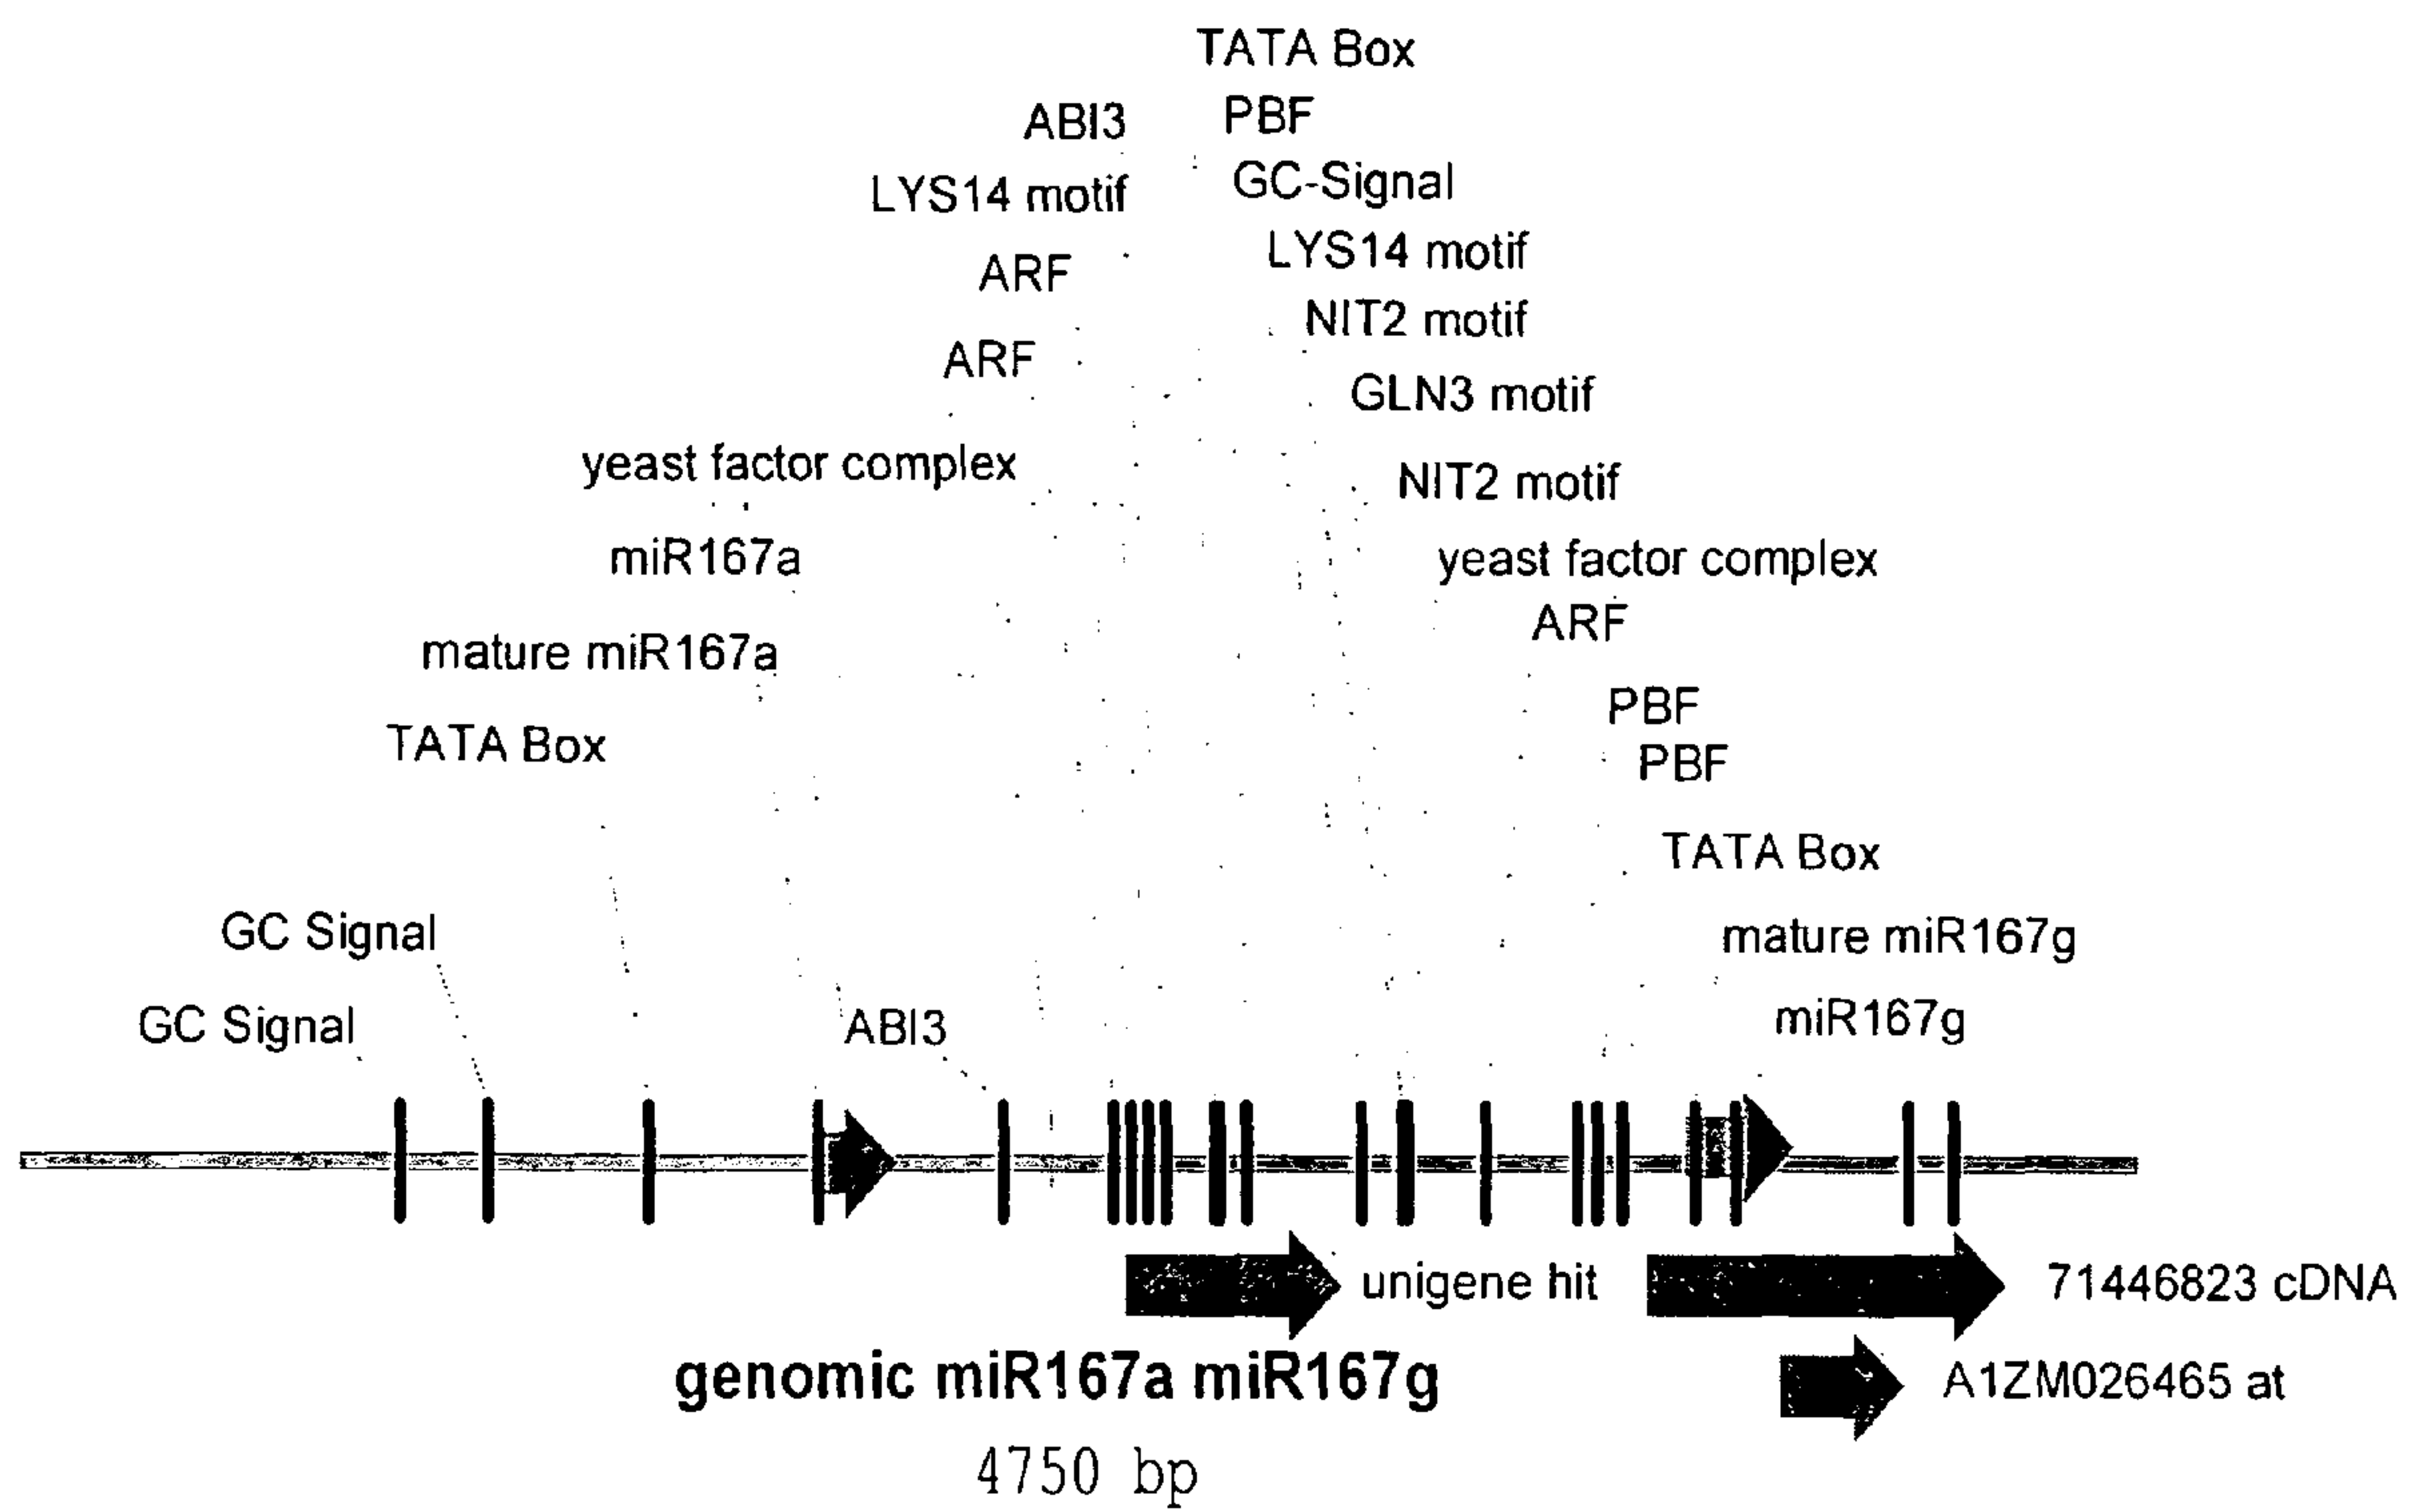 TATA Box
ABI3
PBF
LYS14 motif
GC-Signal
ARF
LYS14 motif
NIT2 motif
ARF
GLN3 motif
yeast factor complex
NIT2 motif
miR167a
yeast factor complex
ARF
mature miR167a
PBF
TATA Box
PBF
TATA Box
GC Signal
mature miR167g
GC Signal
ABI3
miR167g
unigene hit
71446823 cDNA
genomic miR167a miR167g
A1ZM026465 at
4750 bp